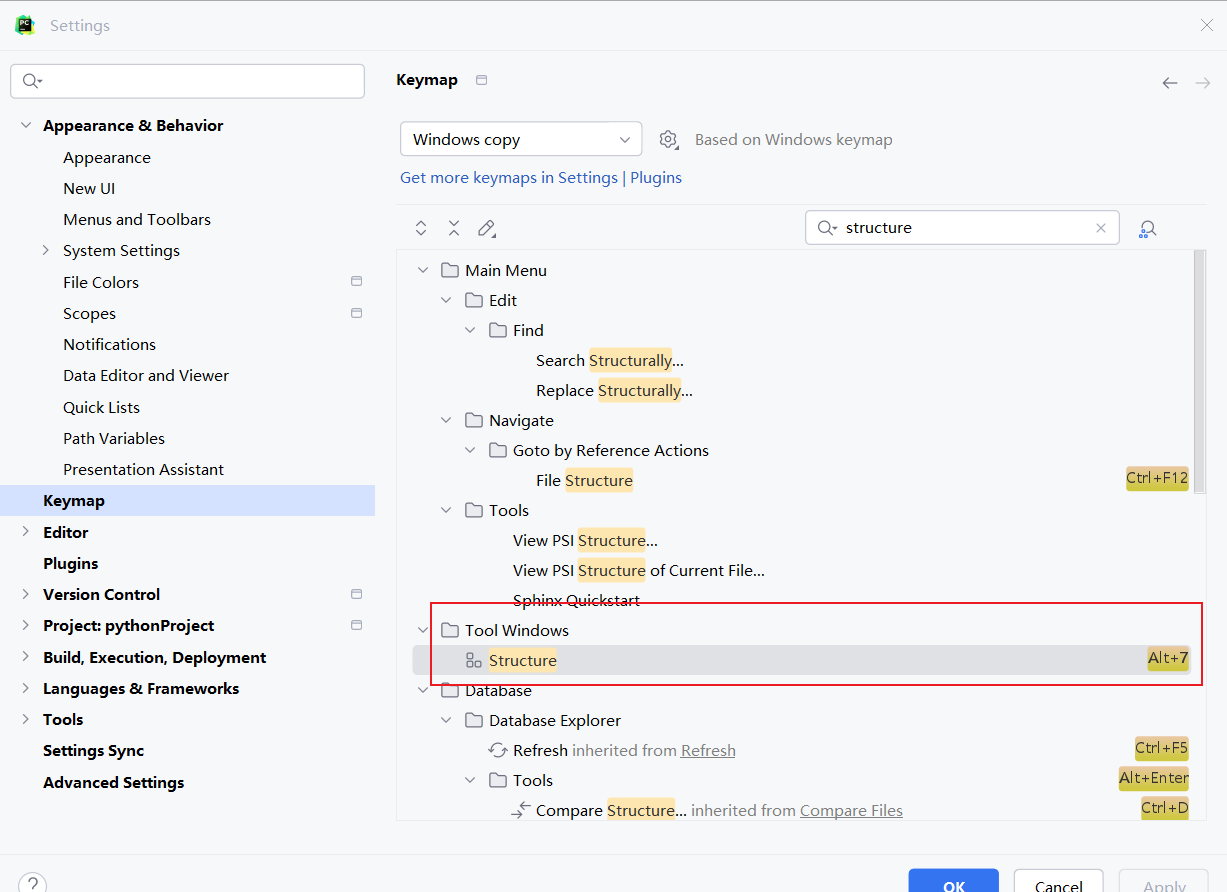 PC
Settings
Appearance & Behavior
Appearance
New UI
Menus and Toolbars
System Settings
File Colors
Scopes
Notifications
Data Editor and Viewer
Quick Lists
Path Variables
Presentation Assistant
Keymap
Editor
Plugins
Version Control
Project: pythonProject
Build, Execution, Deployment
Languages & Frameworks
Tools
Settings Sync
Advanced Settings
?
Keymap
Windows copy
Based on Windows keymap
Get more keymaps in Settings | Plugins
structure
Main Menu
Edit
Find
Search Structurally...
Replace Structurally...
Navigate
Goto by Reference Actions
File Structure Ctrl+F12
Tools
View PSI Structure...
View PSI Structure of Current File...
Sphinx Quickstart
Tool Windows
Structure Alt+7
Database
Database Explorer
Refresh inherited from Refresh Ctrl+F5
Tools Alt+Enter
Compare Structure... inherited from Compare Files Ctrl+D
OK Cancel Apply